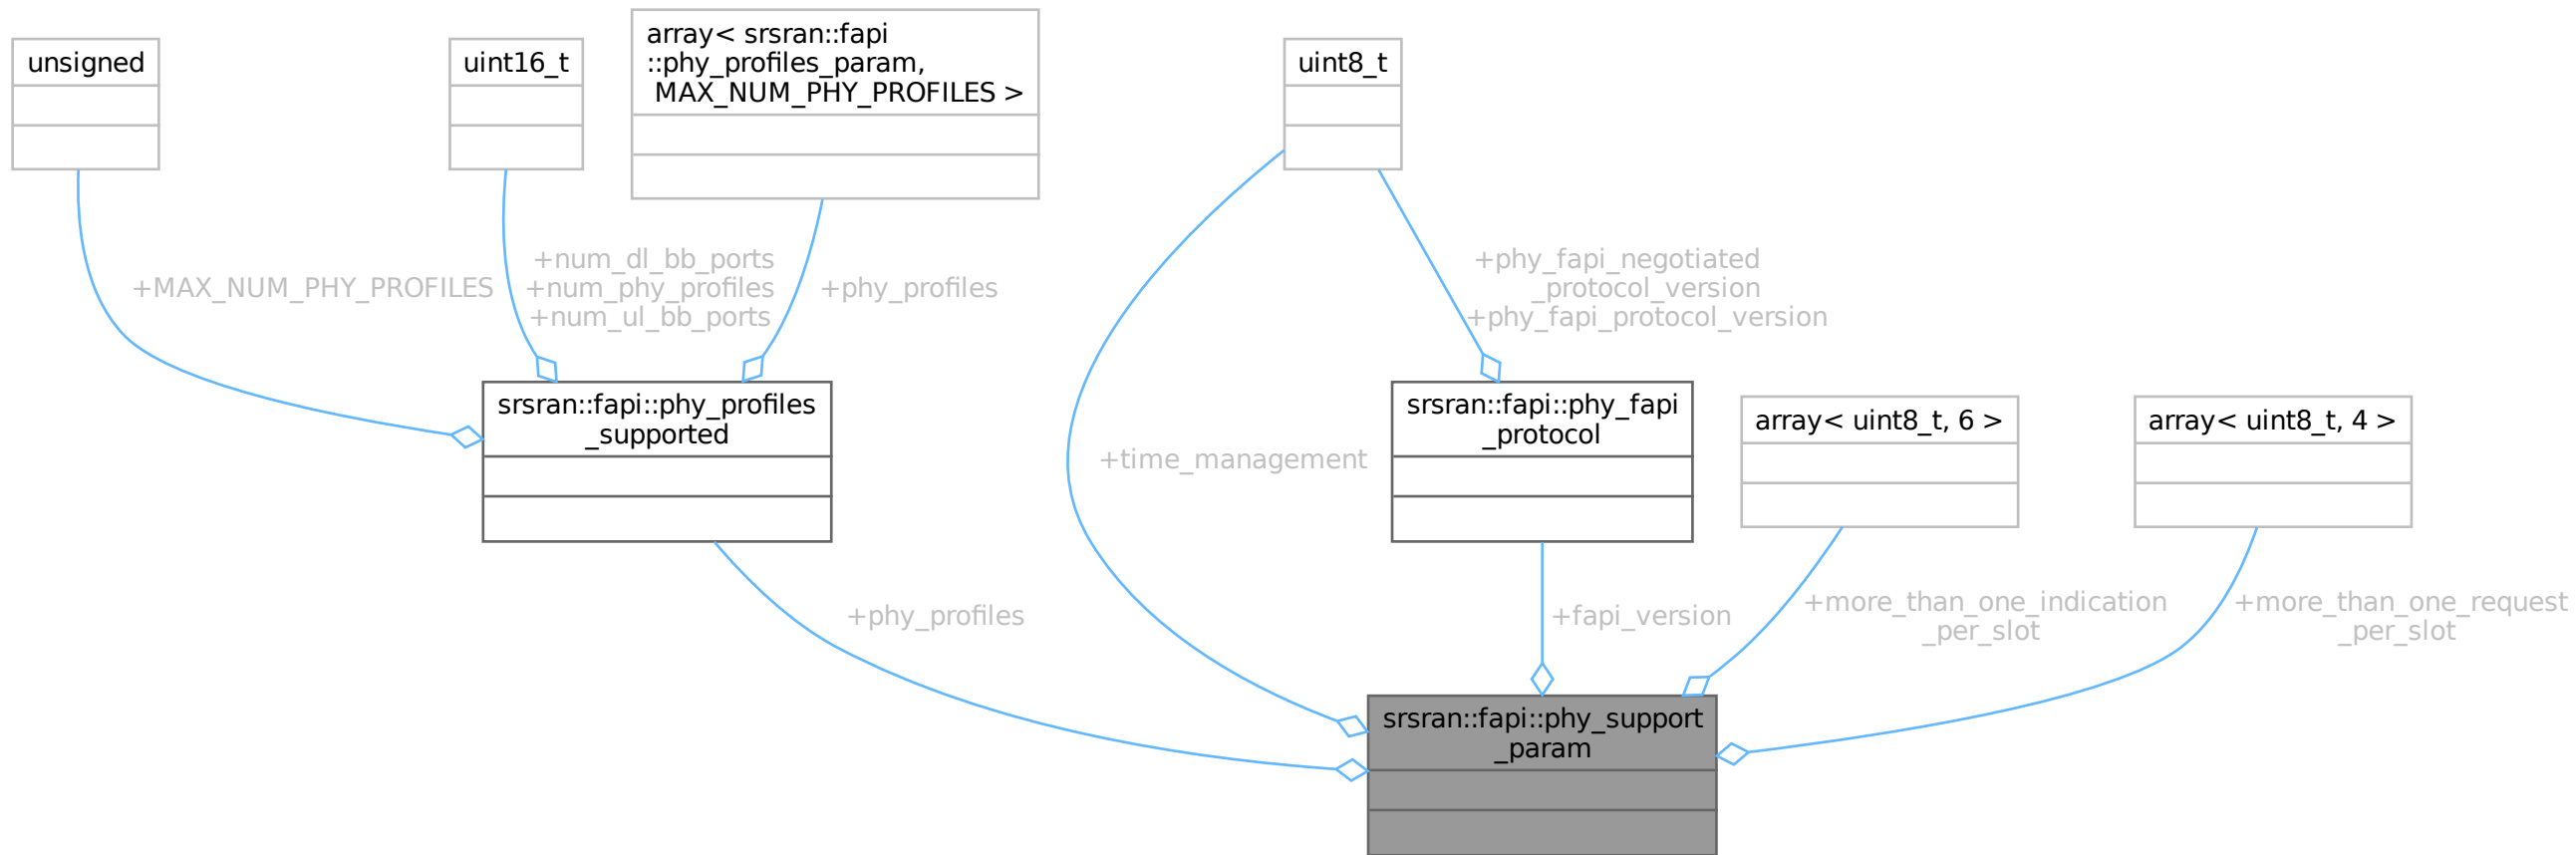 unsigned
uint16_t
array< srsran::fapi
::phy_profiles_param,
MAX_NUM_PHY_PROFILES >
uint8_t
+MAX_NUM_PHY_PROFILES
+num_dl_bb_ports
+num_phy_profiles
+num_ul_bb_ports
+phy_profiles
+phy_fapi_negotiated
_protocol_version
+phy_fapi_protocol_version
srsran::fapi::phy_profiles
_supported
+time_management
srsran::fapi::phy_fapi
_protocol
array< uint8_t, 6 >
array< uint8_t, 4 >
+phy_profiles
+fapi_version
+more_than_one_indication
_per_slot
+more_than_one_request
_per_slot
srsran::fapi::phy_support
_param